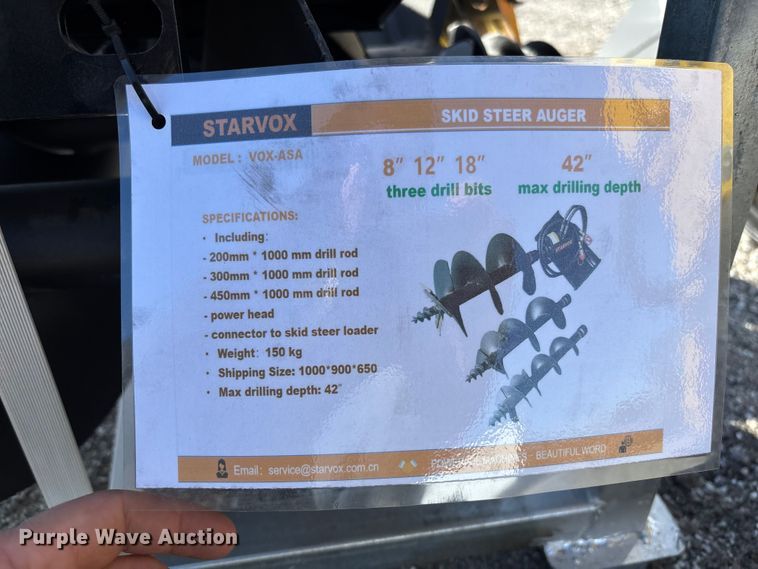 STARVOX
SKID STEER AUGER
MODEL : VOX-ASA
8" 12" 18"
three drill bits
42"
max drilling depth
SPECIFICATIONS:
· Including:
- 200mm * 1000 mm drill rod
- 300mm * 1000 mm drill rod
- 450mm * 1000 mm drill rod
- power head
- connector to skid steer loader
· Weight: 150 kg
· Shipping Size: 1000*900*650
· Max drilling depth: 42"
STARVOX
Email: service@starvox.com.cn
MACHINES · BEAUTIFUL WORD
Purple Wave Auction